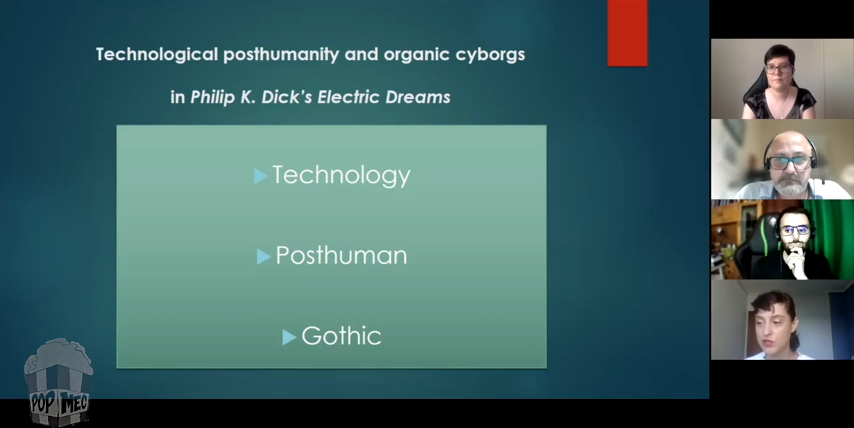 Technological posthumanity and organic cyborgs
in Philip K. Dick's Electric Dreams
Technology
Posthuman
Gothic
POP MEC